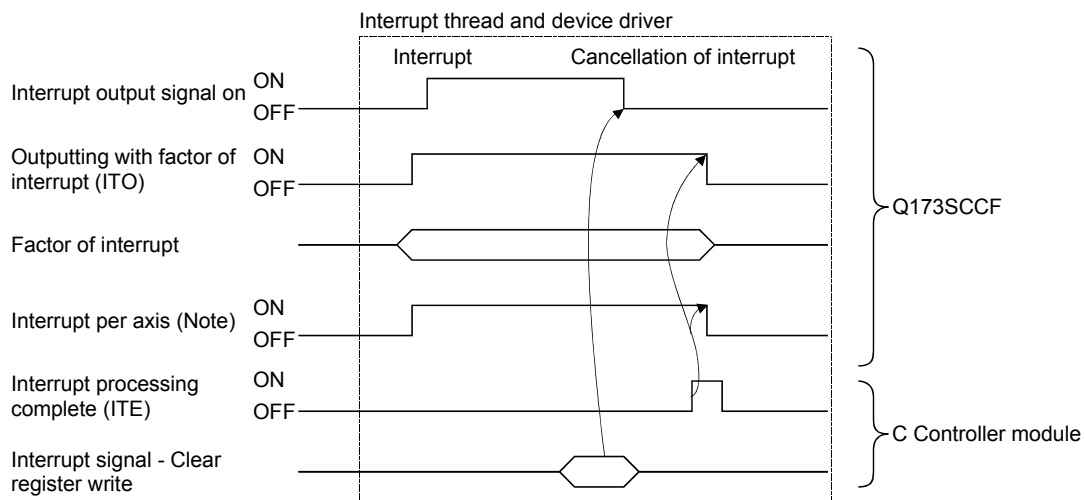 Interrupt thread and device driver
Interrupt
Cancellation of interrupt
Interrupt output signal on
ON
OFF
Outputting with factor of
interrupt (ITO)
ON
OFF
Q173SCCF
Factor of interrupt
Interrupt per axis (Note)
ON
OFF
Interrupt processing
complete (ITE)
ON
OFF
C Controller module
Interrupt signal - Clear
register write